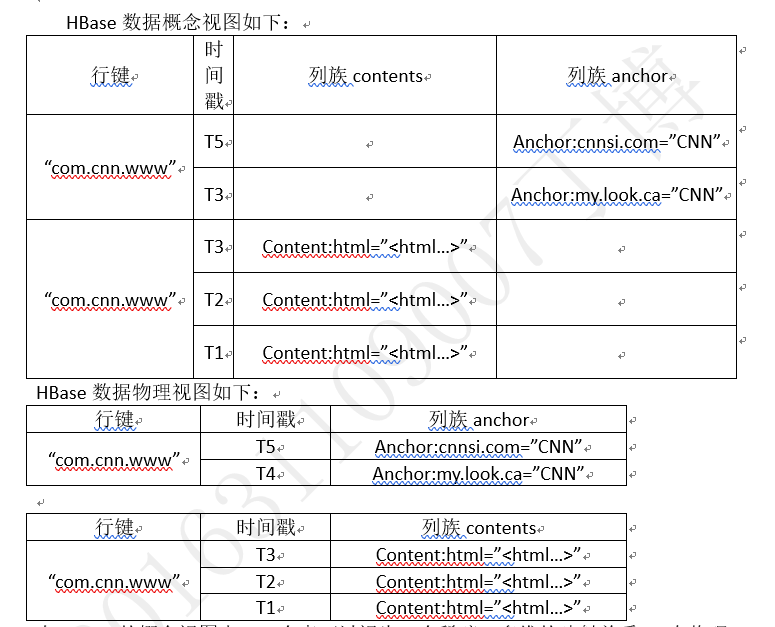 HBase 数据概念视图如下：
行键 时间戳 列族 contents 列族 anchor
“com.cnn.www” T5 Anchor:cnnsi.com=”CNN”
T3 Anchor:my.look.ca=”CNN”
“com.cnn.www” T3 Content:html=”<html...>”
T2 Content:html=”<html...>”
T1 Content:html=”<html...>”
HBase 数据物理视图如下：
行键 时间戳 列族 anchor
“com.cnn.www” T5 Anchor:cnnsi.com=”CNN”
T4 Anchor:my.look.ca=”CNN”
行键 时间戳 列族 contents
“com.cnn.www” T3 Content:html=”<html...>”
T2 Content:html=”<html...>”
T1 Content:html=”<html...>”